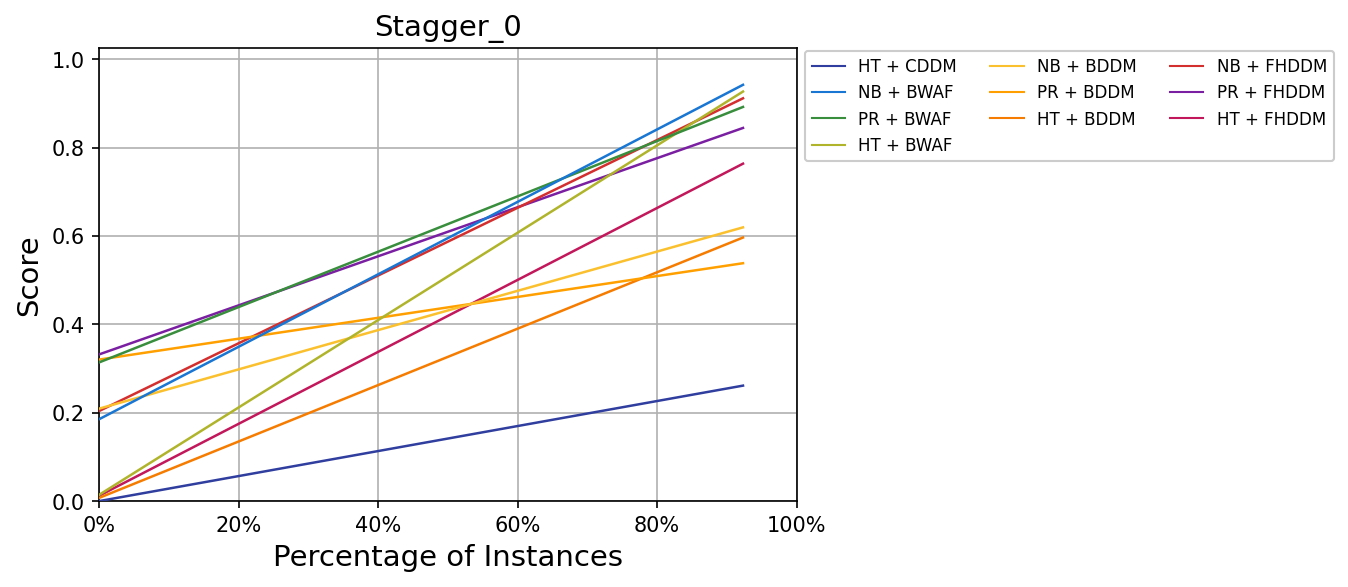 Stagger_0
Score
1.0
0.8
0.6
0.4
0.2
0.0
0% 20% 40% 60% 80% 100%
Percentage of Instances
HT + CDDM
NB + BWAF
PR + BWAF
HT + BWAF
NB + BDDM
PR + BDDM
HT + BDDM
NB + FHDDM
PR + FHDDM
HT + FHDDM